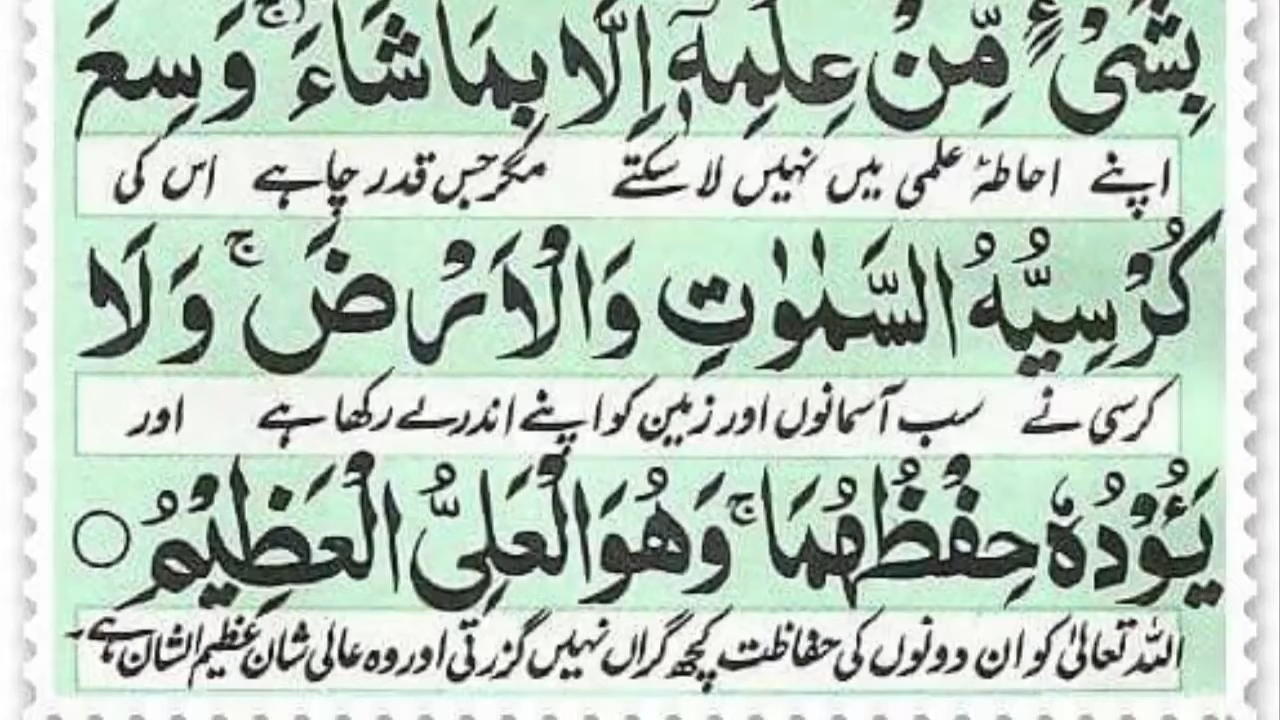 بِشَیْءٍ مِّنْ عِلْمِهٖۤ اِلَّا بِمَا شَآءَ ۚ وَسِعَ
اپنے احاطۂ علمی میں نہیں لا سکتے مگر جس قدر چاہے اس کی
كُرْسِيُّهُ السَّمٰوٰتِ وَالْاَرْضَ ۚ وَلَا
کرسی نے سب آسمانوں اور زمین کو اپنے اندر لے رکھا ہے اور
يَـُٔوْدُهٗ حِفْظُهُمَا ۚ وَهُوَ الْعَلِیُّ الْعَظِيْمُ ○
اللہ تعالیٰ کو ان دونوں کی حفاظت کچھ گراں نہیں گزرتی اور وہ عالی شان عظیم الشان ہے۔